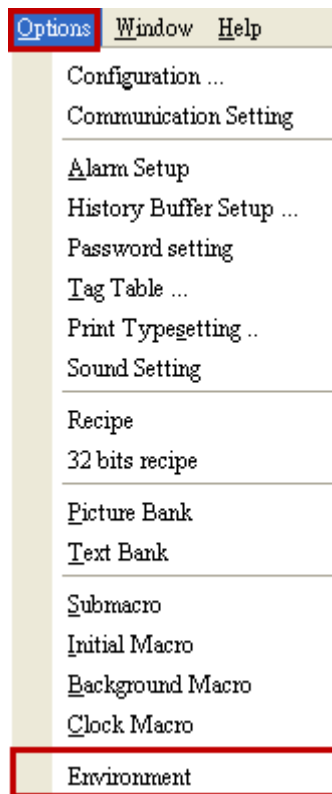 Options Window Help
Configuration ...
Communication Setting
Alarm Setup
History Buffer Setup ...
Password setting
Tag Table ...
Print Typesetting ..
Sound Setting
Recipe
32 bits recipe
Picture Bank
Text Bank
Submacro
Initial Macro
Background Macro
Clock Macro
Environment